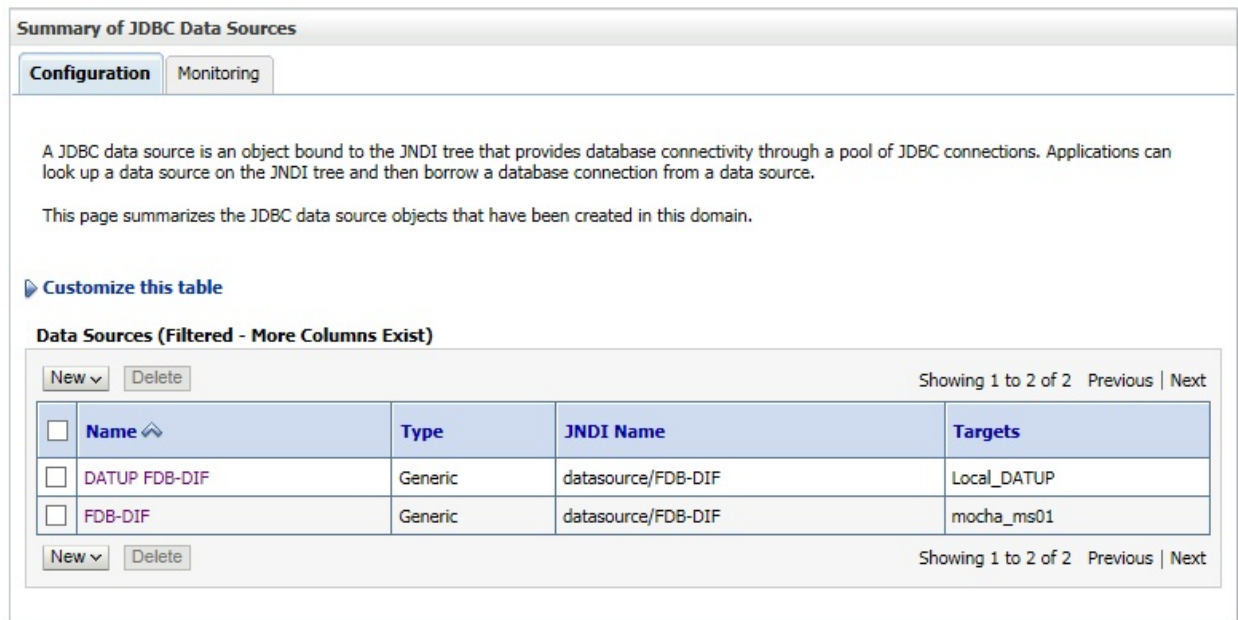 Summary of JDBC Data Sources
Configuration Monitoring
A JDBC data source is an object bound to the JNDI tree that provides database connectivity through a pool of JDBC connections. Applications can
look up a data source on the JNDI tree and then borrow a database connection from a data source.
This page summarizes the JDBC data source objects that have been created in this domain.
Customize this table
Data Sources (Filtered - More Columns Exist)
New Delete Showing 1 to 2 of 2 Previous | Next
Name Type JNDI Name Targets
DATUP FDB-DIF Generic datasource/FDB-DIF Local_DATUP
FDB-DIF Generic datasource/FDB-DIF mocha_ms01
New Delete Showing 1 to 2 of 2 Previous | Next